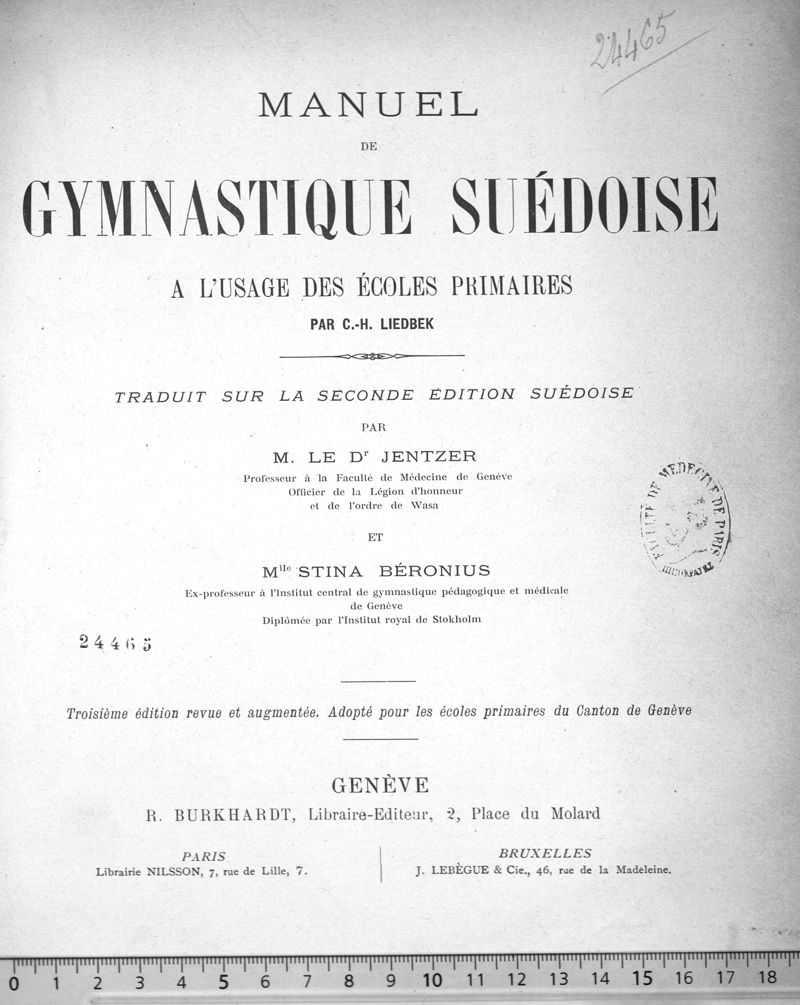 24465
MANUEL
DE
GYMNASTIQUE SUÉDOISE
A L'USAGE DES ÉCOLES PRIMAIRES
PAR C.-H. LIEDBEK
TRADUIT SUR LA SECONDE ÉDITION SUÉDOISE
PAR
M. LE Dr JENTZER
Professeur à la Faculté de Médecine de Genève
Officier de la Légion d'honneur
et de l'ordre de Wasa
ET
Mlle STINA BÉRONIUS
Ex-professeur à l'Institut central de gymnastique pédagogique et médicale
de Genève
Diplômée par l'Institut royal de Stokholm
FACULTÉ DE MEDECINE DE PARIS
24465
Troisième édition revue et augmentée. Adopté pour les écoles primaires du Canton de Genève
GENÈVE
R. BURKHARDT, Libraire-Editeur, 2, Place du Molard
PARIS
Librairie NILSSON, 7, rue de Lille, 7.
BRUXELLES
J. LEBÈGUE & Cie., 46, rue de la Madeleine.
0 1 2 3 4 5 6 7 8 9 10 11 12 13 14 15 16 17 18